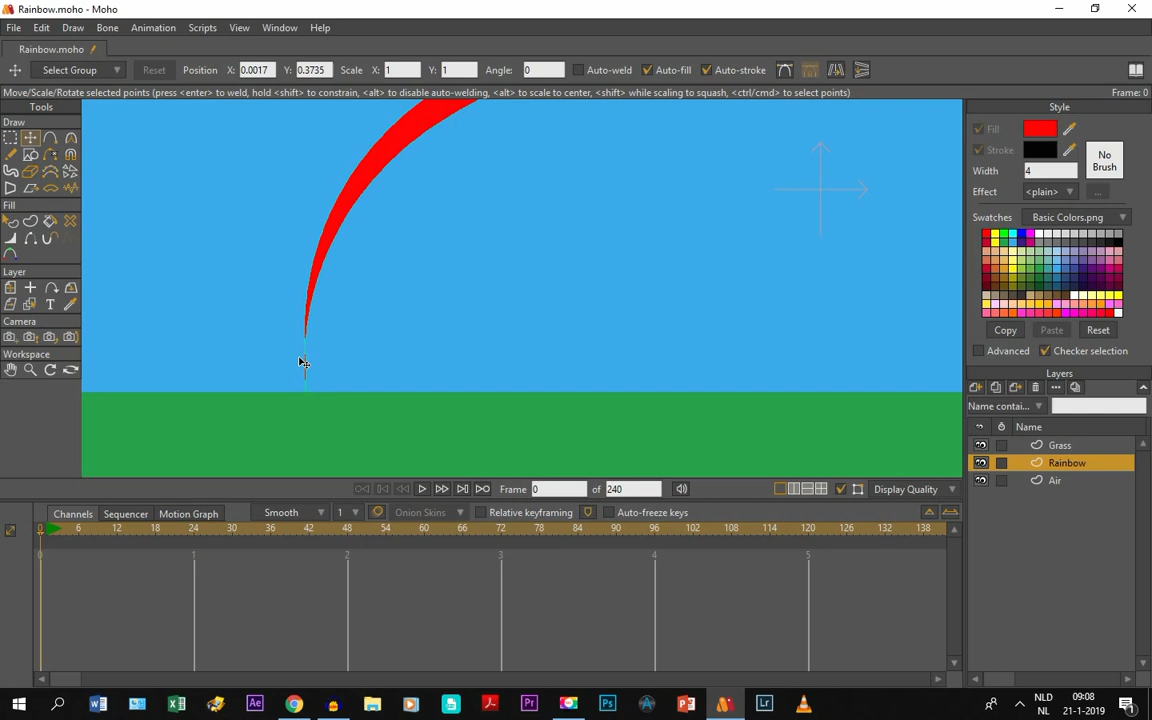 Rainbow.moho - Moho
File Edit Draw Bone Animation Scripts View Window Help
Rainbow.moho
Select Group Reset Position X: 0.0017 Y: 0.3735 Scale X: 1 Y: 1 Angle: 0 Auto-weld Auto-fill Auto-stroke
Move/Scale/Rotate selected points (press <enter> to weld, hold <shift> to constrain, <alt> to disable auto-welding, <alt> to scale to center, <shift> while scaling to squash, <ctrl/cmd> to select points) Frame: 0
Tools
Draw
Fill
Layer
Camera
Workspace
Style
Fill
Stroke
No Brush
Width 4
Effect <plain> ...
Swatches Basic Colors.png
Copy Paste Reset
Advanced Checker selection
Layers
Name contai...
Name
Grass
Rainbow
Air
Frame 0 of 240 Display Quality
Channels Sequencer Motion Graph Smooth 1 Onion Skins Relative keyframing Auto-freeze keys
0 6 12 18 24 30 36 42 48 54 60 66 72 78 84 90 96 102 108 114 120 126 132 138
0 1 2 3 4 5
NLD 09:08
NL 21-1-2019 1